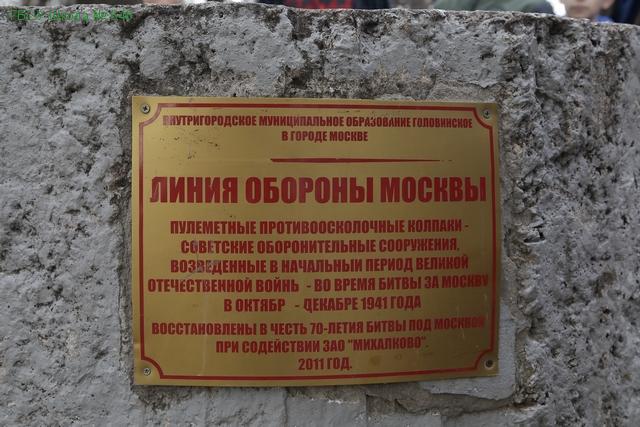 ВНУТРИГОРОДСКОЕ МУНИЦИПАЛЬНОЕ ОБРАЗОВАНИЕ ГОЛОВИНСКОЕ
В ГОРОДЕ МОСКВЕ
ЛИНИЯ ОБОРОНЫ МОСКВЫ
ПУЛЕМЕТНЫЕ ПРОТИВООСКОЛОЧНЫЕ КОЛПАКИ -
СОВЕТСКИЕ ОБОРОНИТЕЛЬНЫЕ СООРУЖЕНИЯ,
ВОЗВЕДЕННЫЕ В НАЧАЛЬНЫЙ ПЕРИОД ВЕЛИКОЙ
ОТЕЧЕСТВЕННОЙ ВОЙНЬ - ВО ВРЕМЯ БИТВЫ ЗА МОСКВУ
В ОКТЯБР - ДЕКАБРЕ 1941 ГОДА
ВОССТАНОВЛЕНЫ В ЧЕСТЬ 70-ЛЕТИЯ БИТВЫ ПОД МОСКВОЙ
ПРИ СОДЕЙСТВИИ ЗАО "МИХАЛКОВО".
2011 ГОД.